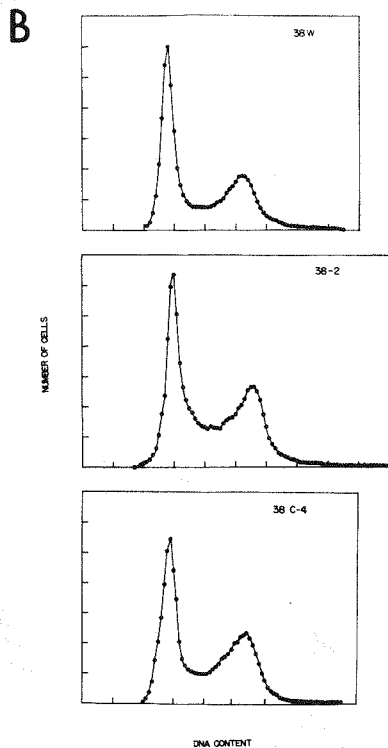 B
38 W
38-2
NUMBER OF CELLS
38 C-4
DNA CONTENT